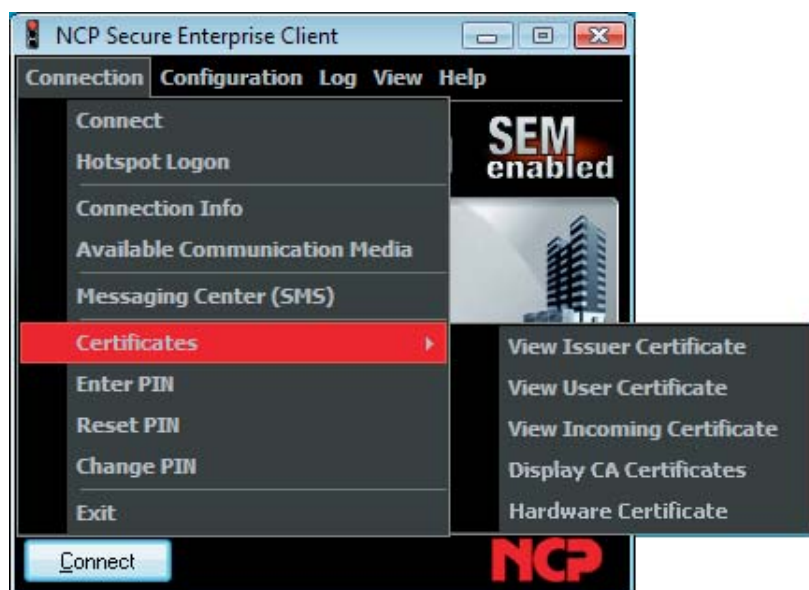 NCP Secure Enterprise Client
Connection Configuration Log View Help
Connect
Hotspot Logon
Connection Info
Available Communication Media
Messaging Center (SMS)
Certificates
Enter PIN
Reset PIN
Change PIN
Exit
SEM
enabled
View Issuer Certificate
View User Certificate
View Incoming Certificate
Display CA Certificates
Hardware Certificate
Connect
NCP